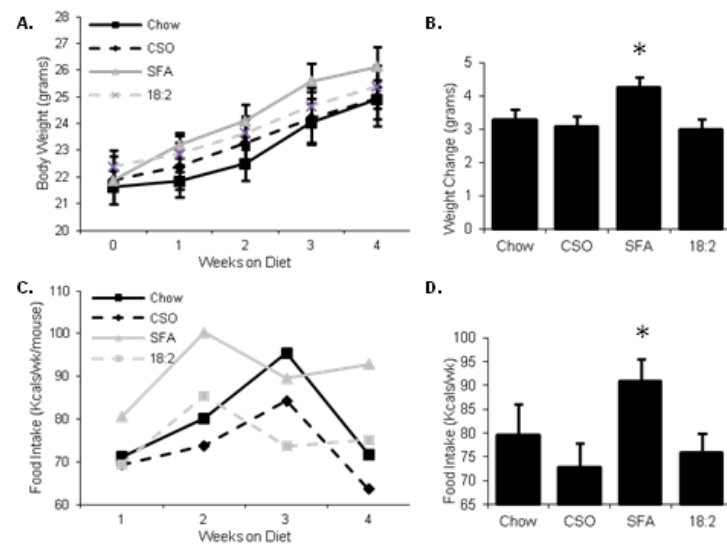 A.
28
27
26
25
24
23
22
21
20
Body Weight (grams)
Chow
CSO
SFA
18:2
0 1 2 3 4
Weeks on Diet
B.
5
4
3
2
1
0
Weight Change (grams)
*
Chow CSO SFA 18:2
C.
110
100
90
80
70
60
Food Intake (Kcals/wk/mouse)
Chow
CSO
SFA
18:2
1 2 3 4
Weeks on Diet
D.
100
95
90
85
80
75
70
65
Food Intake (Kcals/wk)
*
Chow CSO SFA 18:2